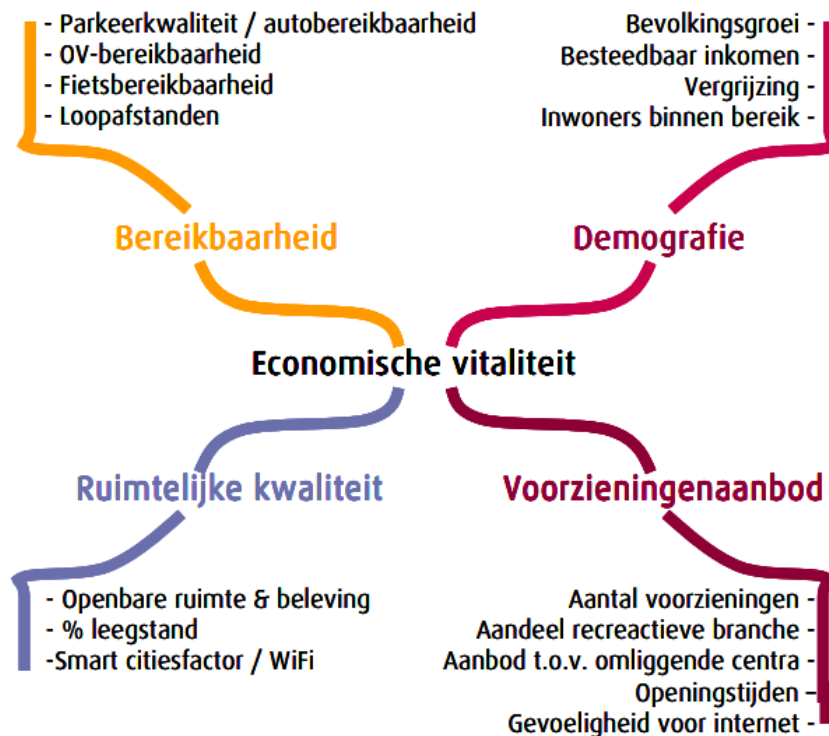 - Parkeerkwaliteit / autobereikbaarheid
- OV-bereikbaarheid
- Fietsbereikbaarheid
- Loopafstanden
Bereikbaarheid
Bevolkingsgroei -
Besteedbaar inkomen -
Vergrijzing -
Inwoners binnen bereik -
Demografie
Economische vitaliteit
Ruimtelijke kwaliteit
- Openbare ruimte & beleving
- % leegstand
-Smart citiesfactor / WiFi
Voorzieningenaanbod
Aantal voorzieningen -
Aandeel recreactieve branche -
Aanbod t.o.v. omliggende centra -
Openingstijden –
Gevoeligheid voor internet -